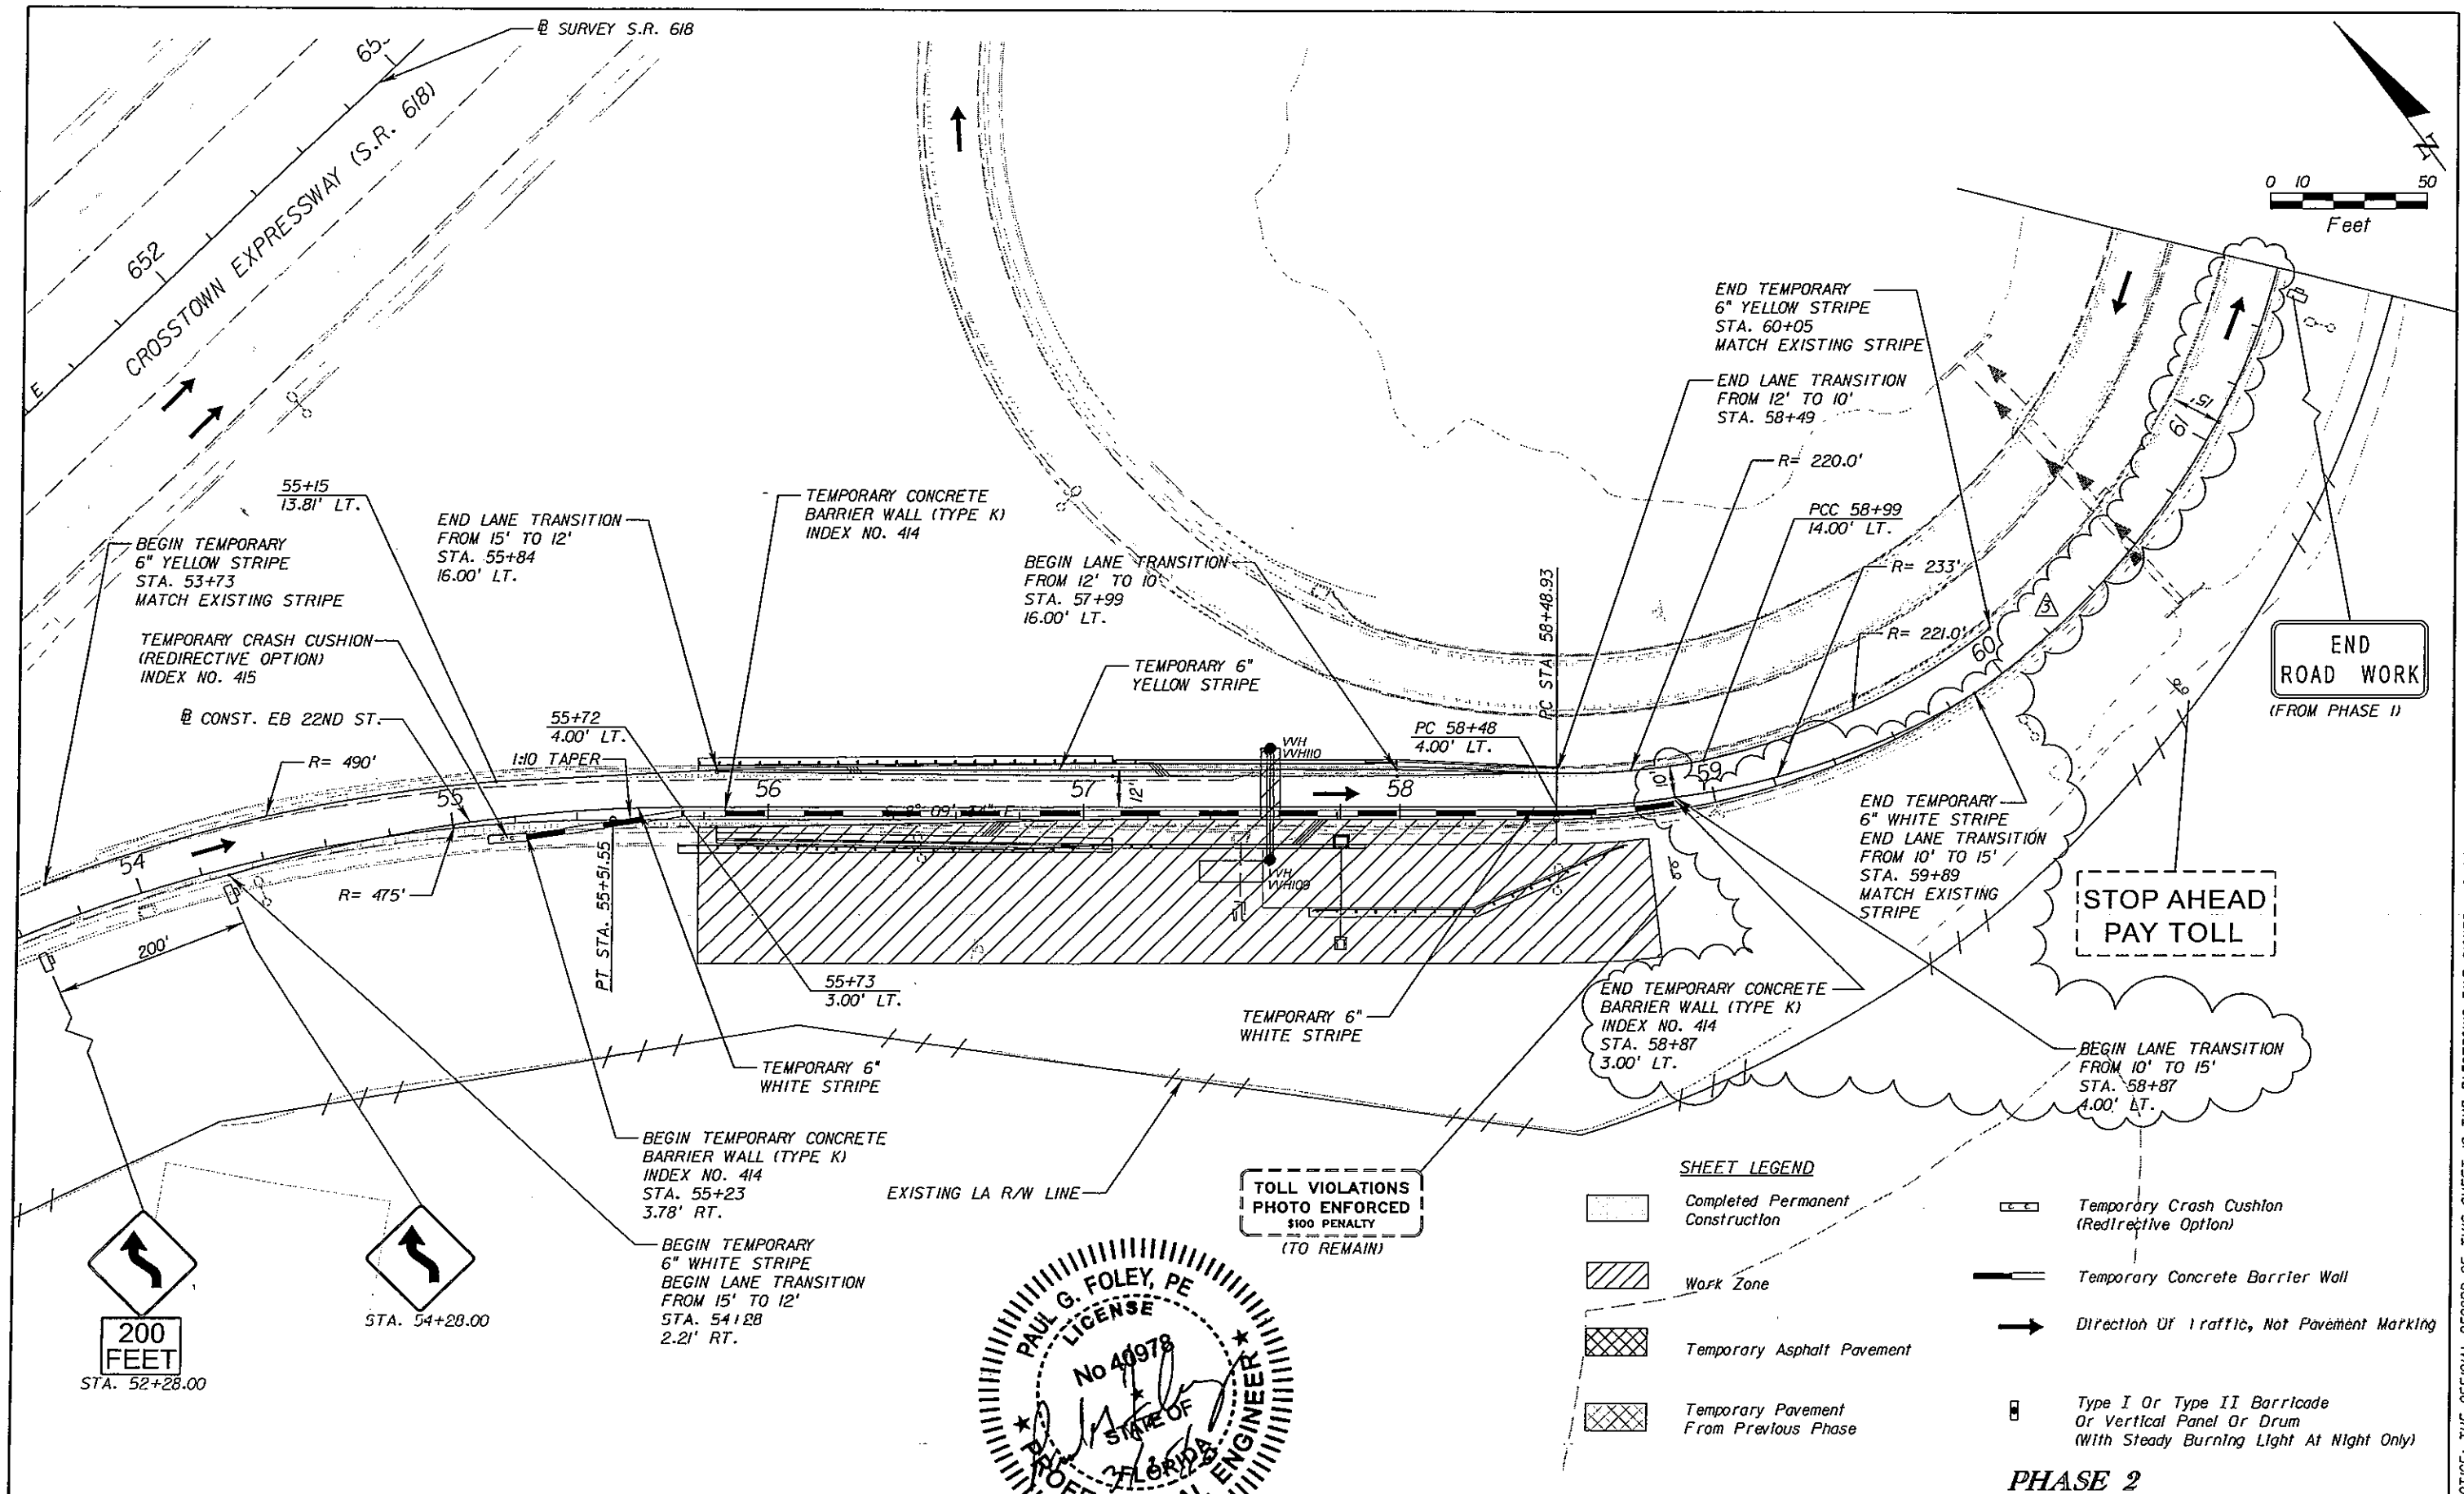 ℄ SURVEY S.R. 618
652
CROSSTOWN EXPRESSWAY (S.R. 618)
E
N
0 10 50
Feet
55+15
13.81' LT.
BEGIN TEMPORARY
6" YELLOW STRIPE
STA. 53+73
MATCH EXISTING STRIPE
TEMPORARY CRASH CUSHION
(REDIRECTIVE OPTION)
INDEX NO. 415
CONST. EB 22ND ST.
R= 490'
END LANE TRANSITION
FROM 15' TO 12'
STA. 55+84
16.00' LT.
55+72
4.00' LT.
1:10 TAPER
TEMPORARY CONCRETE
BARRIER WALL (TYPE K)
INDEX NO. 414
BEGIN LANE TRANSITION
FROM 12' TO 10'
STA. 57+99
16.00' LT.
TEMPORARY 6"
YELLOW STRIPE
VVH
VVH110
PC STA. 58+48.93
PC 58+48
4.00' LT.
END TEMPORARY
6" YELLOW STRIPE
STA. 60+05
MATCH EXISTING STRIPE
END LANE TRANSITION
FROM 12' TO 10'
STA. 58+49
R= 220.0'
PCC 58+99
14.00' LT.
R= 233'
R= 221.0'
3
15'
61
60
59
10'
54
55
56
57
58
12'
R= 475'
200'
PT STA. 55+51.55
VVH
VVH109
55+73
3.00' LT.
TEMPORARY 6"
WHITE STRIPE
TEMPORARY 6"
WHITE STRIPE
END
ROAD WORK
(FROM PHASE 1)
STOP AHEAD
PAY TOLL
END TEMPORARY
6" WHITE STRIPE
END LANE TRANSITION
FROM 10' TO 15'
STA. 59+89
MATCH EXISTING
STRIPE
END TEMPORARY CONCRETE
BARRIER WALL (TYPE K)
INDEX NO. 414
STA. 58+87
3.00' LT.
BEGIN LANE TRANSITION
FROM 10' TO 15'
STA. 58+87
4.00' LT.
BEGIN TEMPORARY CONCRETE
BARRIER WALL (TYPE K)
INDEX NO. 414
STA. 55+23
3.78' RT.
BEGIN TEMPORARY
6" WHITE STRIPE
BEGIN LANE TRANSITION
FROM 15' TO 12'
STA. 54+28
2.21' RT.
EXISTING LA R/W LINE
TOLL VIOLATIONS
PHOTO ENFORCED
$100 PENALTY
(TO REMAIN)
200
FEET
STA. 52+28.00
STA. 54+28.00
PAUL G. FOLEY, PE
LICENSE
No 40978
STATE OF
FLORIDA
ENGINEER
SHEET LEGEND
Completed Permanent
Construction
Work Zone
Temporary Asphalt Pavement
Temporary Pavement
From Previous Phase
Temporary Crash Cushion
(Redirective Option)
Temporary Concrete Barrier Wall
Direction Of Traffic, Not Pavement Marking
Type I Or Type II Barricade
Or Vertical Panel Or Drum
(With Steady Burning Light At Night Only)
PHASE 2